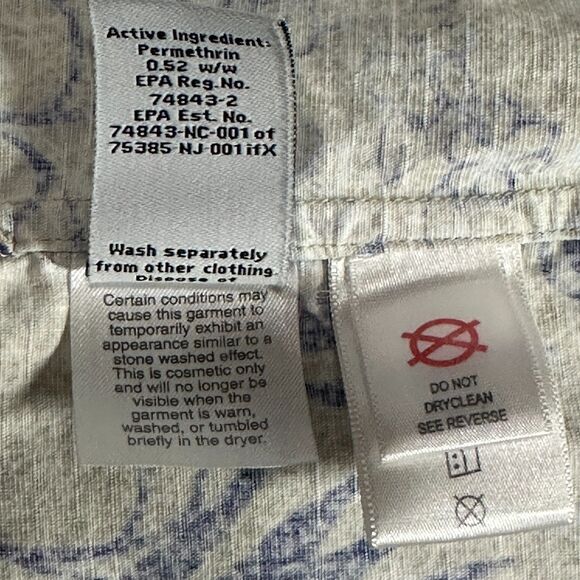 Active Ingredient:
Permethrin
0.52 w/w
EPA Reg.No.
74843-2
EPA Est. No.
74843-NC-001 of
75385-NJ-001ifX
Wash separately
from other clothing
Disease of
Certain conditions may
cause this garment to
temporarily exhibit an
appearance similar to a
stone washed effect.
This is cosmetic only
and will no longer be
visible when the
garment is warn,
washed, or tumbled
briefly in the dryer.
DO NOT
DRYCLEAN
SEE REVERSE